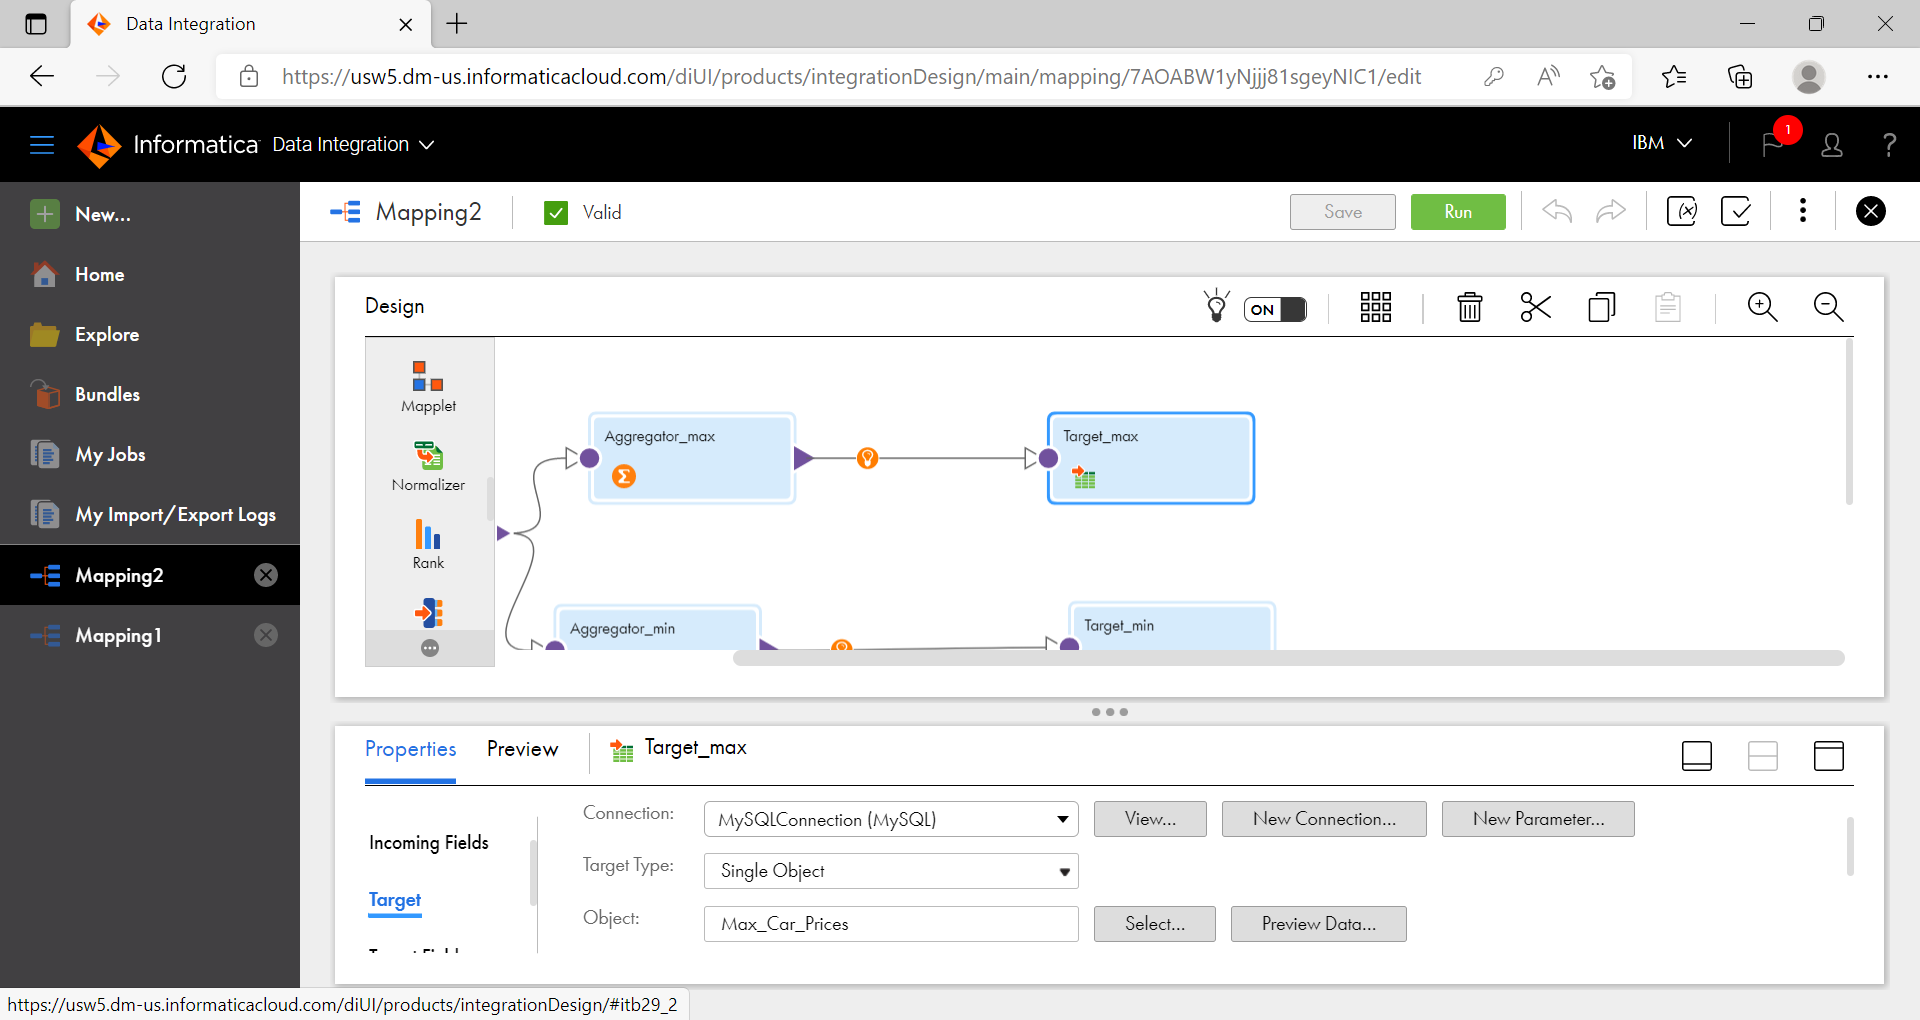 Data Integration
https://usw5.dm-us.informaticacloud.com/diUI/products/integrationDesign/main/mapping/7AOABW1yNjjj81sgeyNIC1/edit
Informatica Data Integration
IBM
1
?
New...
Home
Explore
Bundles
My Jobs
My Import/Export Logs
Mapping2
Mapping1
Mapping2
Valid
Save
Run
Design
ON
Mapplet
Normalizer
Rank
Aggregator_max
Target_max
Aggregator_min
Target_min
Properties
Preview
Target_max
Incoming Fields
Target
Connection:
MySQLConnection (MySQL)
View...
New Connection...
New Parameter...
Target Type:
Single Object
Object:
Max_Car_Prices
Select...
Preview Data...
https://usw5.dm-us.informaticacloud.com/diUI/products/integrationDesign/#itb29_2